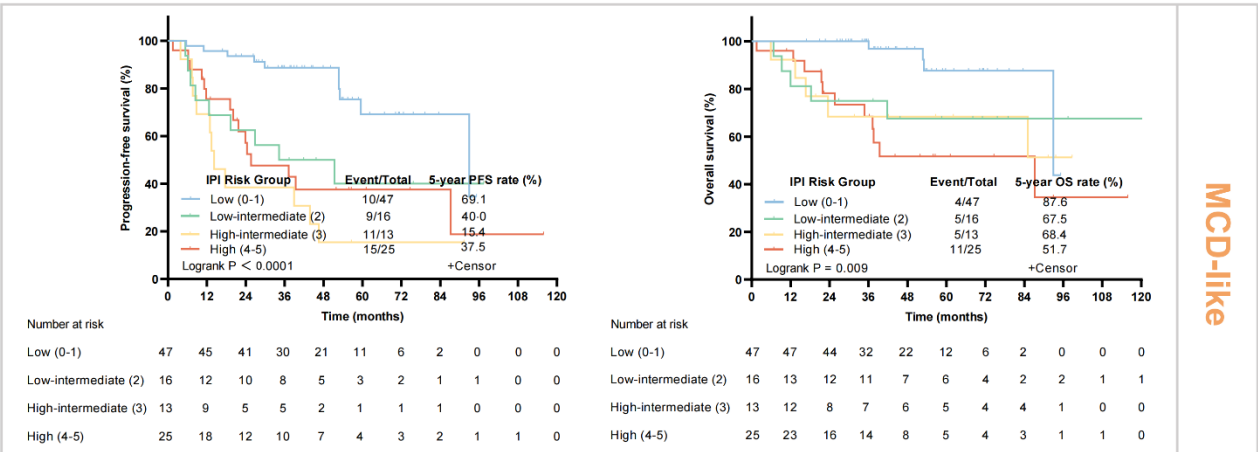 100
80
60
40
20
0
Progression-free survival (%)
IPI Risk Group Event/Total 5-year PFS rate (%)
Low (0-1) 10/47 69.1
Low-intermediate (2) 9/16 40.0
High-intermediate (3) 11/13 15.4
High (4-5) 15/25 37.5
Logrank P < 0.0001 +Censor
0 12 24 36 48 60 72 84 96 108 120
Time (months)
Number at risk
Low (0-1) 47 45 41 30 21 11 6 2 0 0 0
Low-intermediate (2) 16 12 10 8 5 3 2 1 1 0 0
High-intermediate (3) 13 9 5 5 2 1 1 1 0 0 0
High (4-5) 25 18 12 10 7 4 3 2 1 1 0
100
80
60
40
20
0
Overall survival (%)
IPI Risk Group Event/Total 5-year OS rate (%)
Low (0-1) 4/47 87.6
Low-intermediate (2) 5/16 67.5
High-intermediate (3) 5/13 68.4
High (4-5) 11/25 51.7
Logrank P = 0.009 +Censor
0 12 24 36 48 60 72 84 96 108 120
Time (months)
Number at risk
Low (0-1) 47 47 44 32 22 12 6 2 0 0 0
Low-intermediate (2) 16 13 12 11 7 6 4 2 2 1 1
High-intermediate (3) 13 12 8 7 6 5 4 4 1 0 0
High (4-5) 25 23 16 14 8 5 4 3 1 1 0
MCD-like